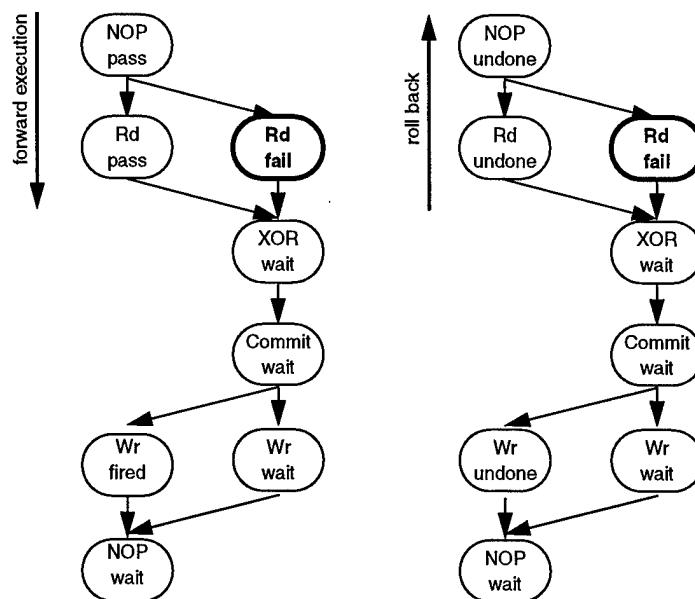 forward execution
NOP
pass
Rd
pass
Rd
fail
XOR
wait
Commit
wait
Wr
fired
Wr
wait
NOP
wait
roll back
NOP
undone
Rd
undone
Rd
fail
XOR
wait
Commit
wait
Wr
undone
Wr
wait
NOP
wait